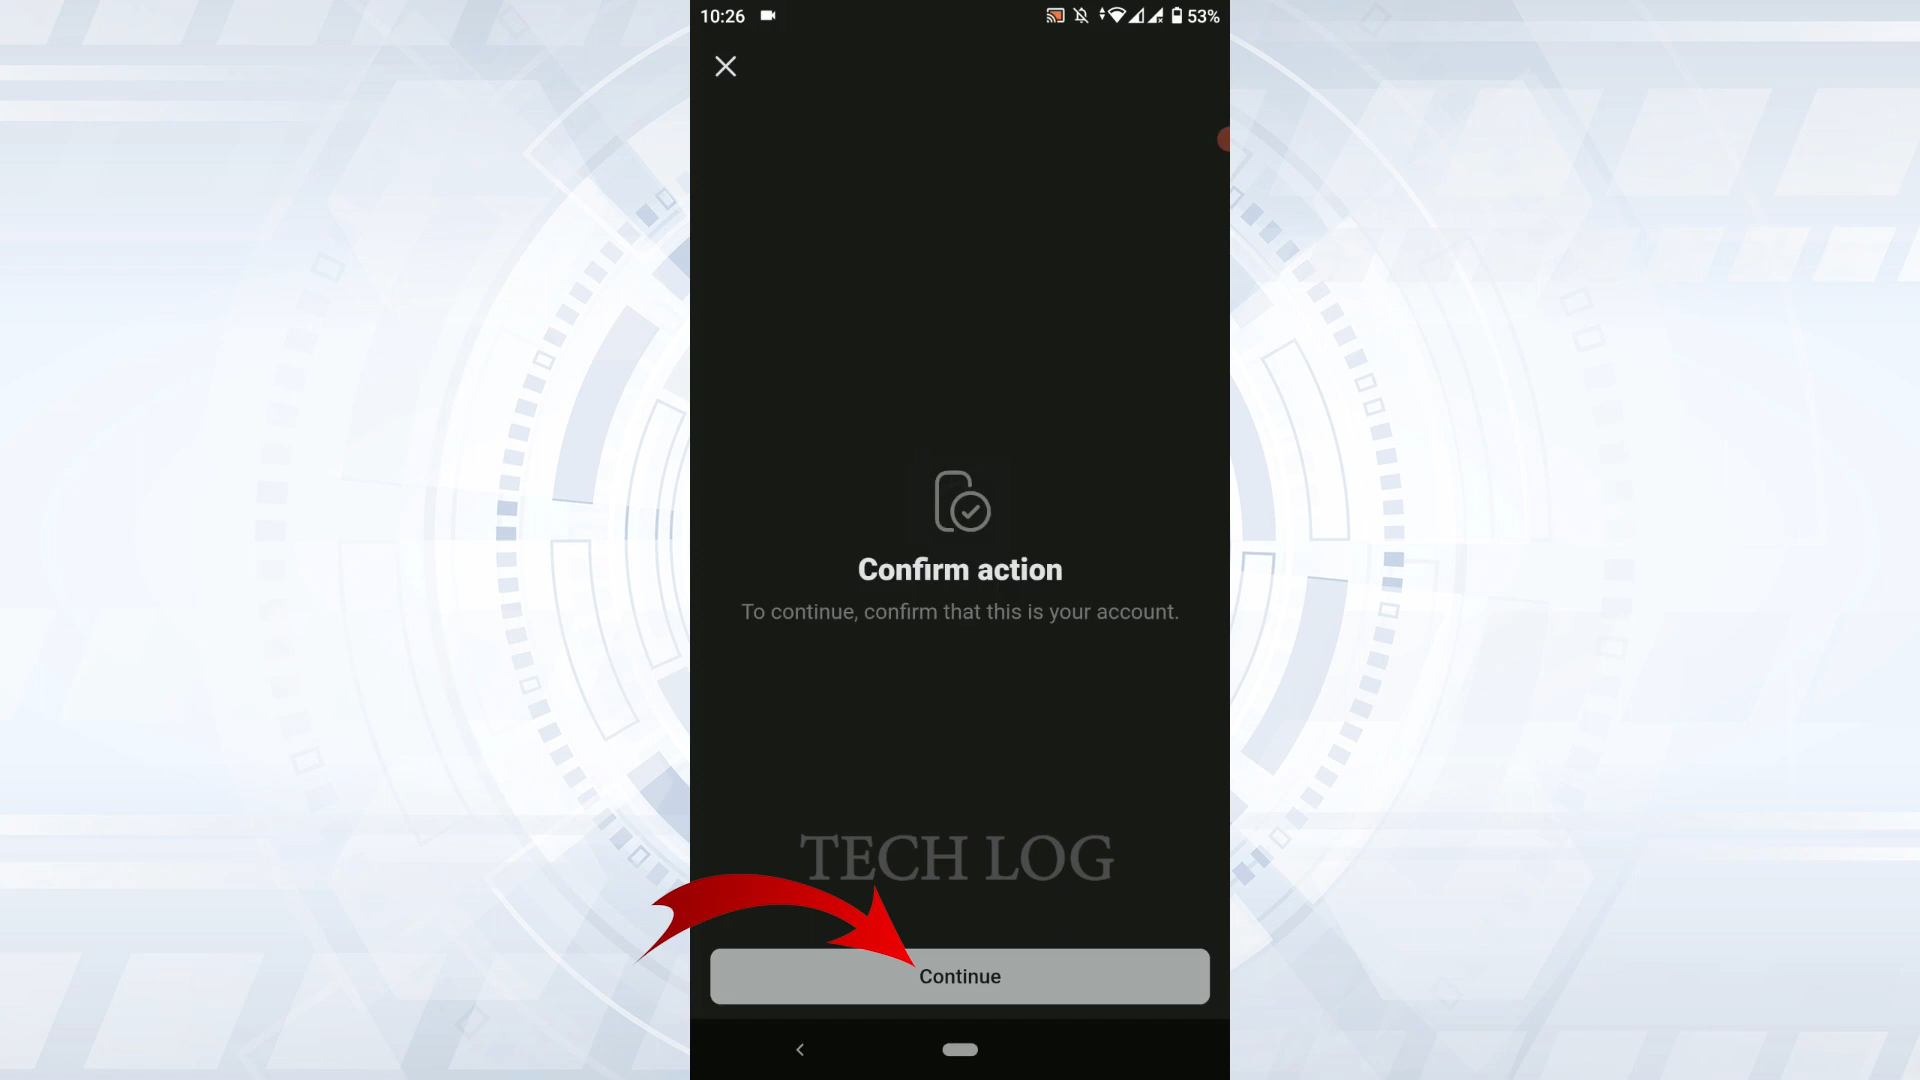 10:26 53%
Confirm action
To continue, confirm that this is your account.
TECH LOG
Continue